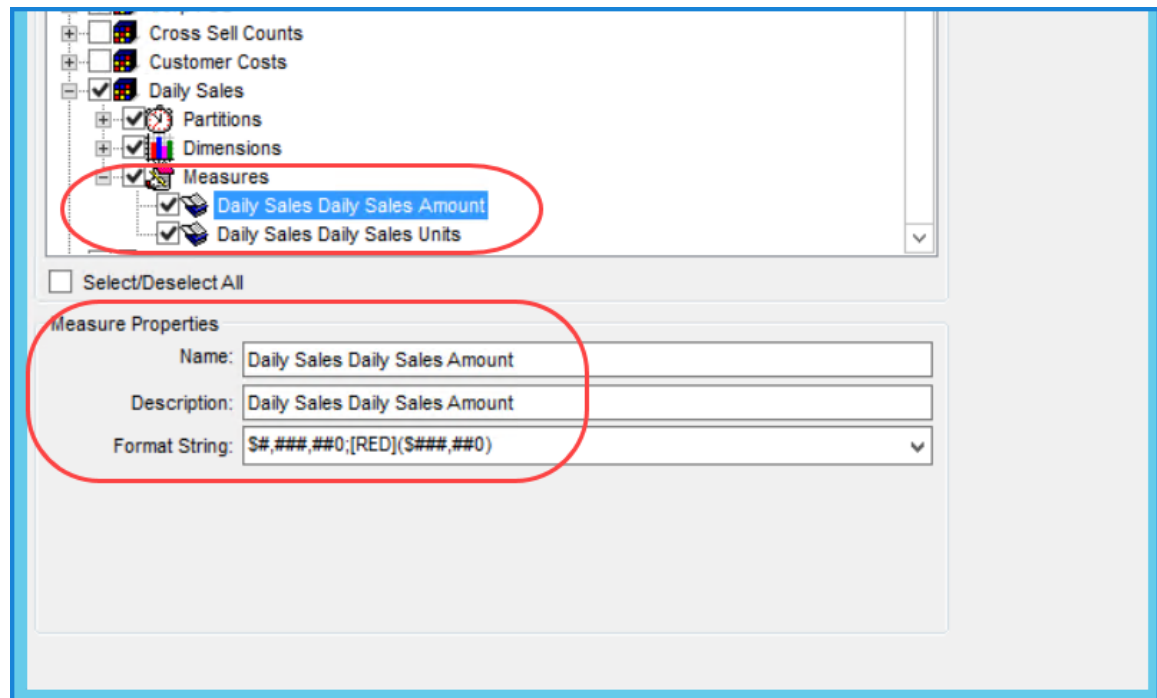 Cross Sell Counts
Customer Costs
Daily Sales
Partitions
Dimensions
Measures
Daily Sales Daily Sales Amount
Daily Sales Daily Sales Units
Select/Deselect All
Measure Properties
Name: Daily Sales Daily Sales Amount
Description: Daily Sales Daily Sales Amount
Format String: $#,###,##0;[RED]($###,##0)